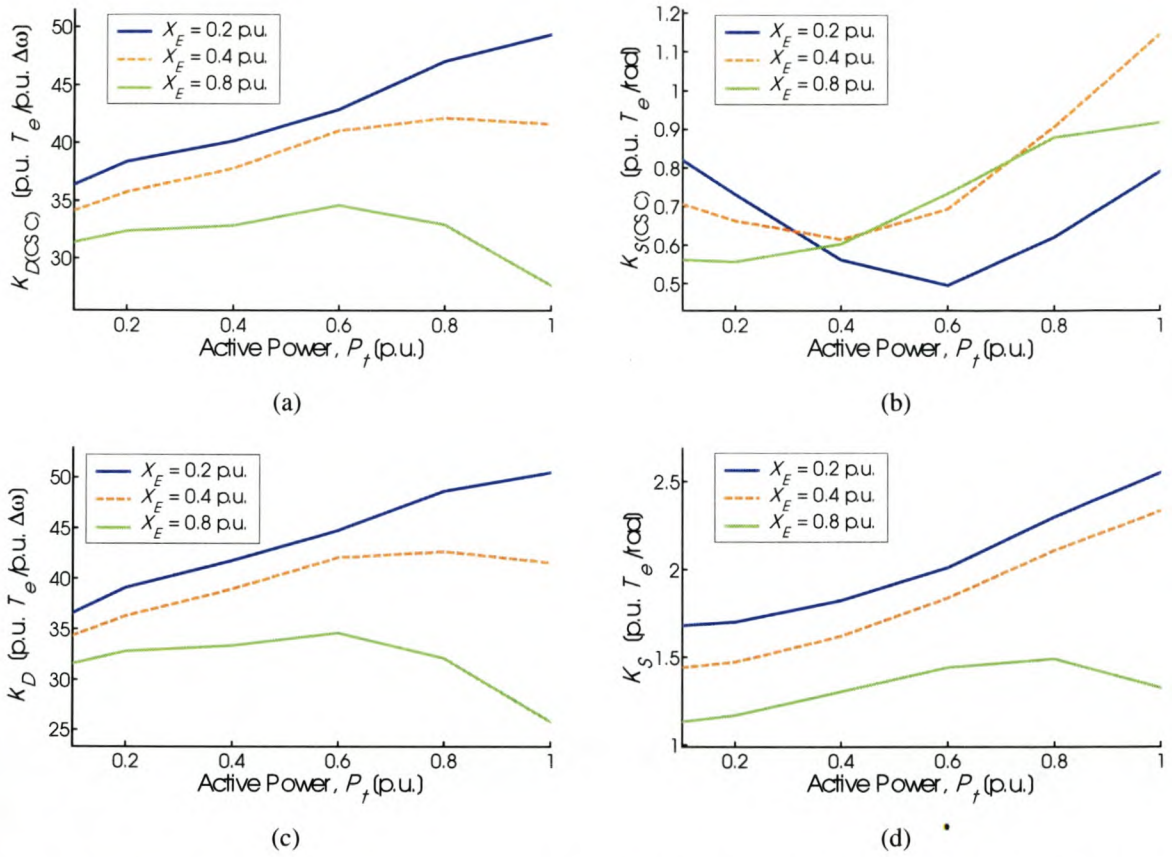 50
45
40
35
30
K_D(CSC) (p.u. T_e/p.u. Δω)
X_E = 0.2 p.u.
X_E = 0.4 p.u.
X_E = 0.8 p.u.
0.2 0.4 0.6 0.8 1
Active Power, P_t (p.u.)
(a)
1.2
1.1
1
0.9
0.8
0.7
0.6
0.5
K_S(CSC) (p.u. T_e/rad)
X_E = 0.2 p.u.
X_E = 0.4 p.u.
X_E = 0.8 p.u.
0.2 0.4 0.6 0.8 1
Active Power, P_t (p.u.)
(b)
50
45
40
35
30
25
K_D (p.u. T_e/p.u. Δω)
X_E = 0.2 p.u.
X_E = 0.4 p.u.
X_E = 0.8 p.u.
0.2 0.4 0.6 0.8 1
Active Power, P_t (p.u.)
(c)
2.5
2
1.5
1
K_S (p.u. T_e/rad)
X_E = 0.2 p.u.
X_E = 0.4 p.u.
X_E = 0.8 p.u.
0.2 0.4 0.6 0.8 1
Active Power, P_t (p.u.)
(d)